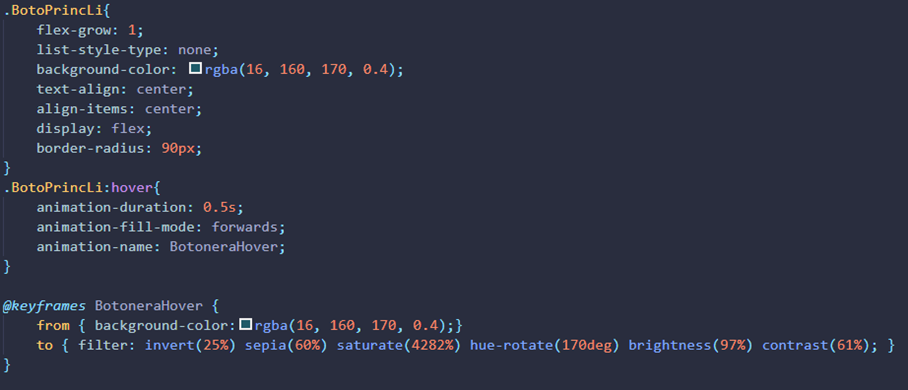 .BotoPrincLi{
    flex-grow: 1;
    list-style-type: none;
    background-color: rgba(16, 160, 170, 0.4);
    text-align: center;
    align-items: center;
    display: flex;
    border-radius: 90px;
}
.BotoPrincLi:hover{
    animation-duration: 0.5s;
    animation-fill-mode: forwards;
    animation-name: BotoneraHover;
}

@keyframes BotoneraHover {
    from { background-color:rgba(16, 160, 170, 0.4);}
    to { filter: invert(25%) sepia(60%) saturate(4282%) hue-rotate(170deg) brightness(97%) contrast(61%); }
}